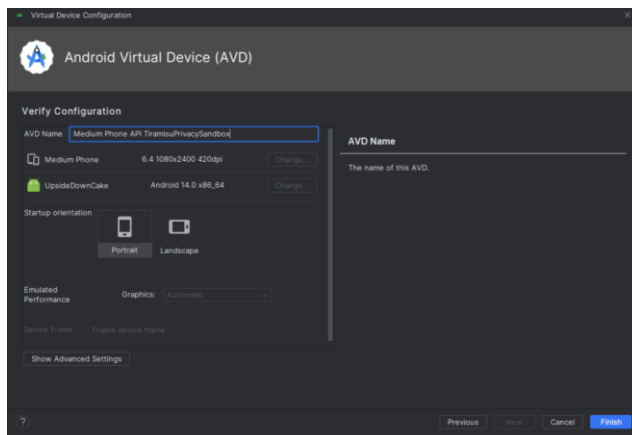 Virtual Device Configuration
Android Virtual Device (AVD)
Verify Configuration
AVD Name Medium Phone API TiramisuPrivacySandbox
Medium Phone 6.4 1080x2400 420dpi Change...
UpsideDownCake Android 14.0 x86_64 Change...
Startup orientation
Portrait Landscape
Emulated
Performance Graphics: Automatic
Device Frame Enable device frame
Show Advanced Settings
AVD Name
The name of this AVD.
? Previous Next Cancel Finish